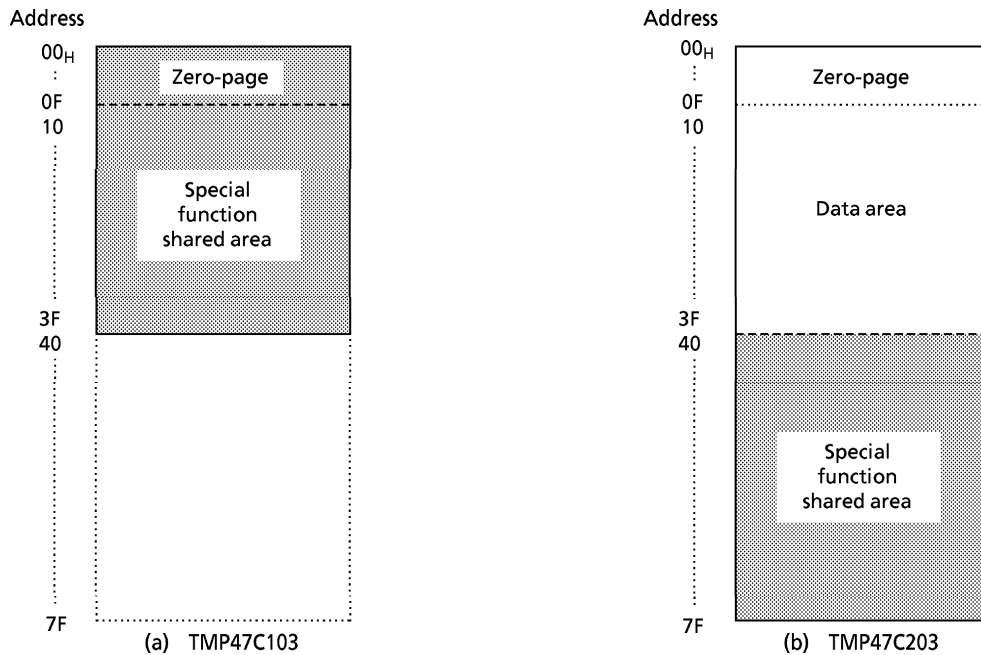 Address
00H
Zero-page
0F
10
Special
function
shared area
3F
40
7F
(a) TMP47C103
Address
00H
Zero-page
0F
10
Data area
3F
40
Special
function
shared area
7F
(b) TMP47C203